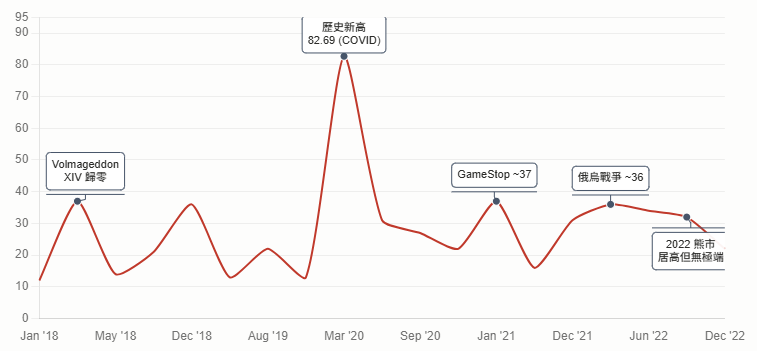 95
90
80
70
60
50
40
30
20
10
0
歷史新高
82.69 (COVID)
Volmageddon
XIV 歸零
GameStop ~37
俄烏戰爭 ~36
2022 熊市
居高但無極端
Jan '18
May '18
Dec '18
Aug '19
Mar '20
Sep '20
Jan '21
Dec '21
Jun '22
Dec '22